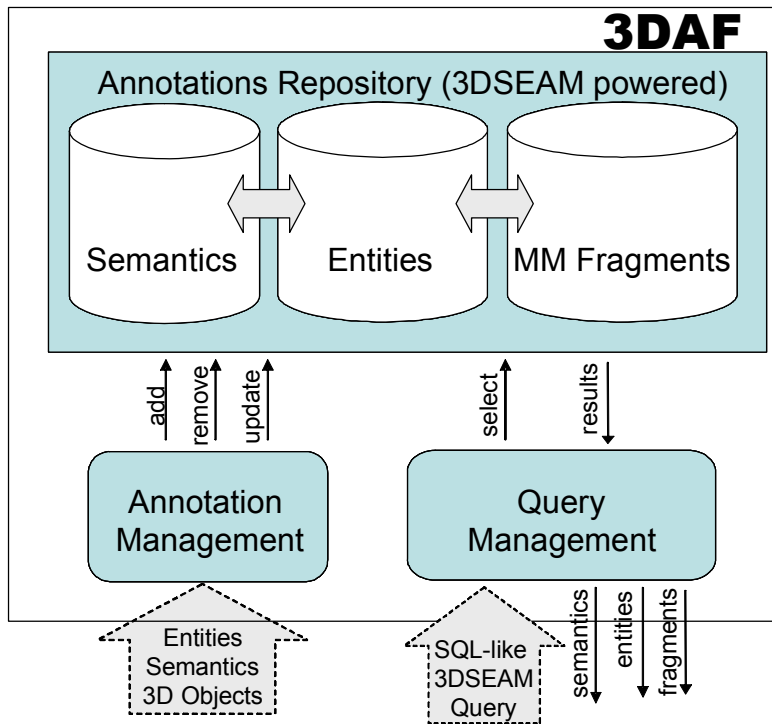 3DAF
Annotations Repository (3DSEAM powered)
Semantics
Entities
MM Fragments
add
remove
update
select
results
Annotation
Management
Query
Management
Entities
Semantics
3D Objects
SQL-like
3DSEAM
Query
semantics
entities
fragments